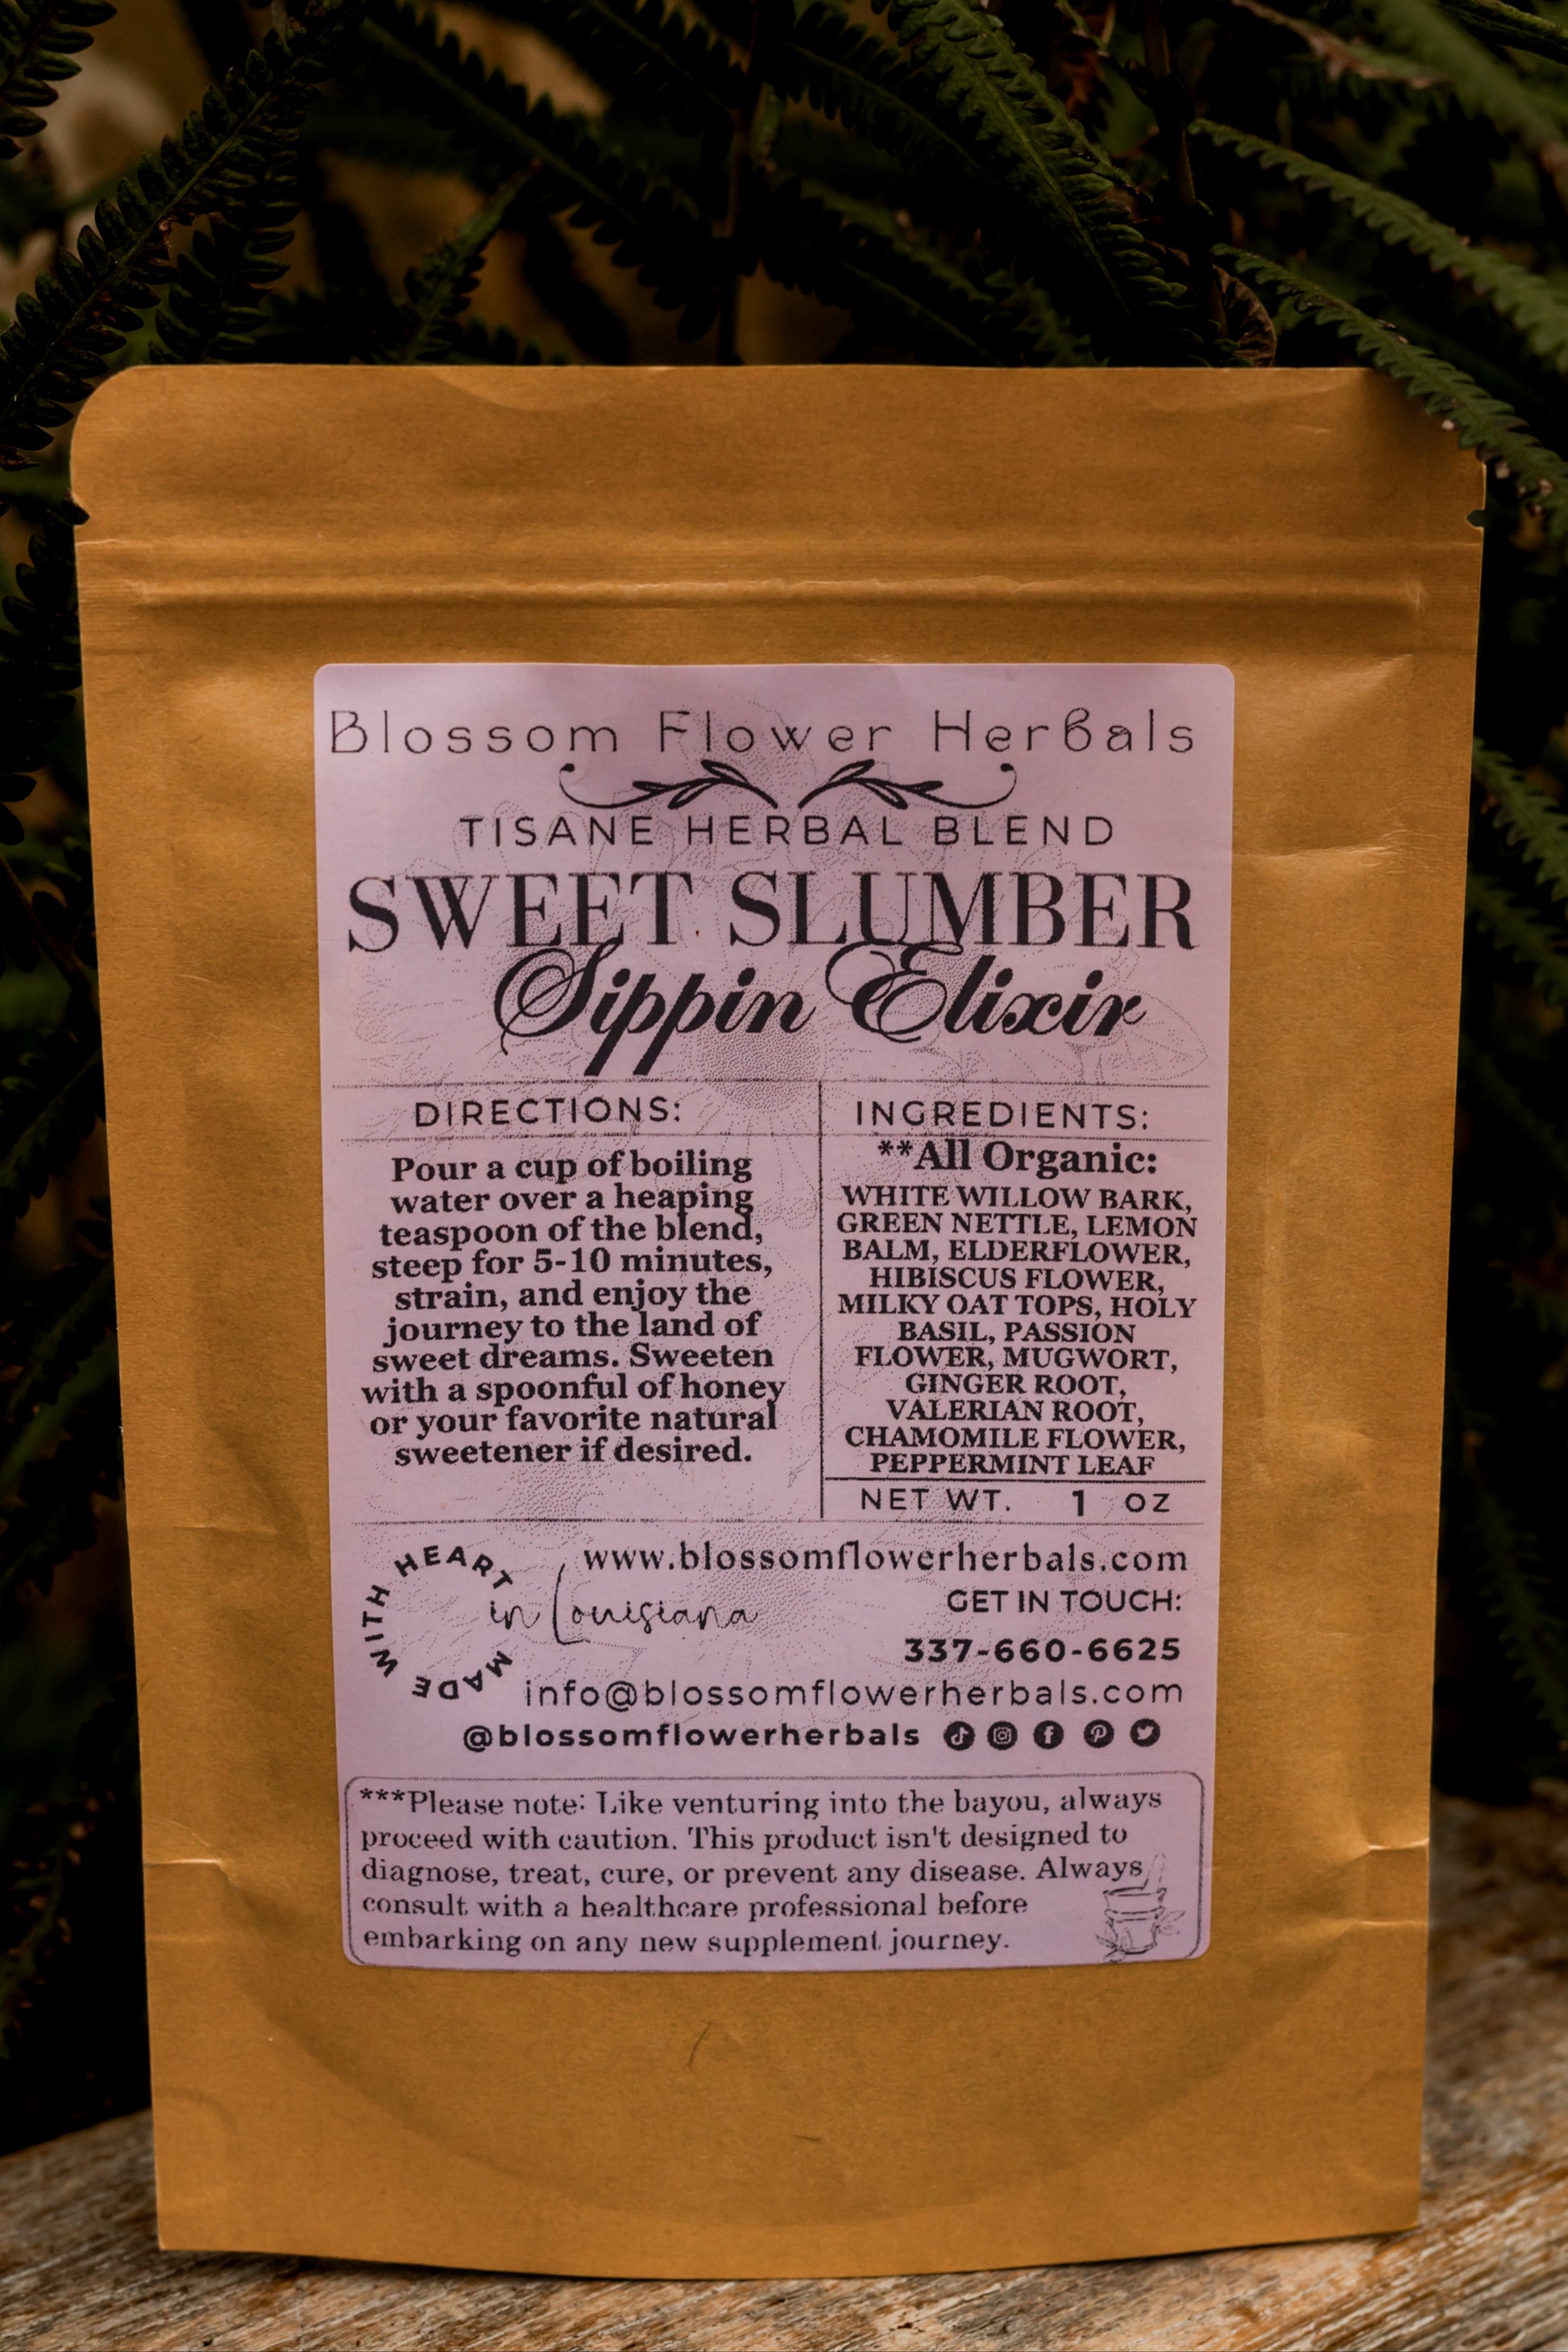 Blossom Flower Herbals
TISANE HERBAL BLEND
SWEET SLUMBER
Sippin Elixir
DIRECTIONS:
Pour a cup of boiling
water over a heaping
teaspoon of the blend,
steep for 5-10 minutes,
strain, and enjoy the
journey to the land of
sweet dreams. Sweeten
with a spoonful of honey
or your favorite natural
sweetener if desired.
INGREDIENTS:
**All Organic:
WHITE WILLOW BARK,
GREEN NETTLE, LEMON
BALM, ELDERFLOWER,
HIBISCUS FLOWER,
MILKY OAT TOPS, HOLY
BASIL, PASSION
FLOWER, MUGWORT,
GINGER ROOT,
VALERIAN ROOT,
CHAMOMILE FLOWER,
PEPPERMINT LEAF
NET WT. 1 OZ
MADE WITH HEART
in Louisiana
www.blossomflowerherbals.com
GET IN TOUCH:
337-660-6625
info@blossomflowerherbals.com
@blossomflowerherbals
***Please note: Like venturing into the bayou, always
proceed with caution. This product isn't designed to
diagnose, treat, cure, or prevent any disease. Always
consult with a healthcare professional before
embarking on any new supplement journey.